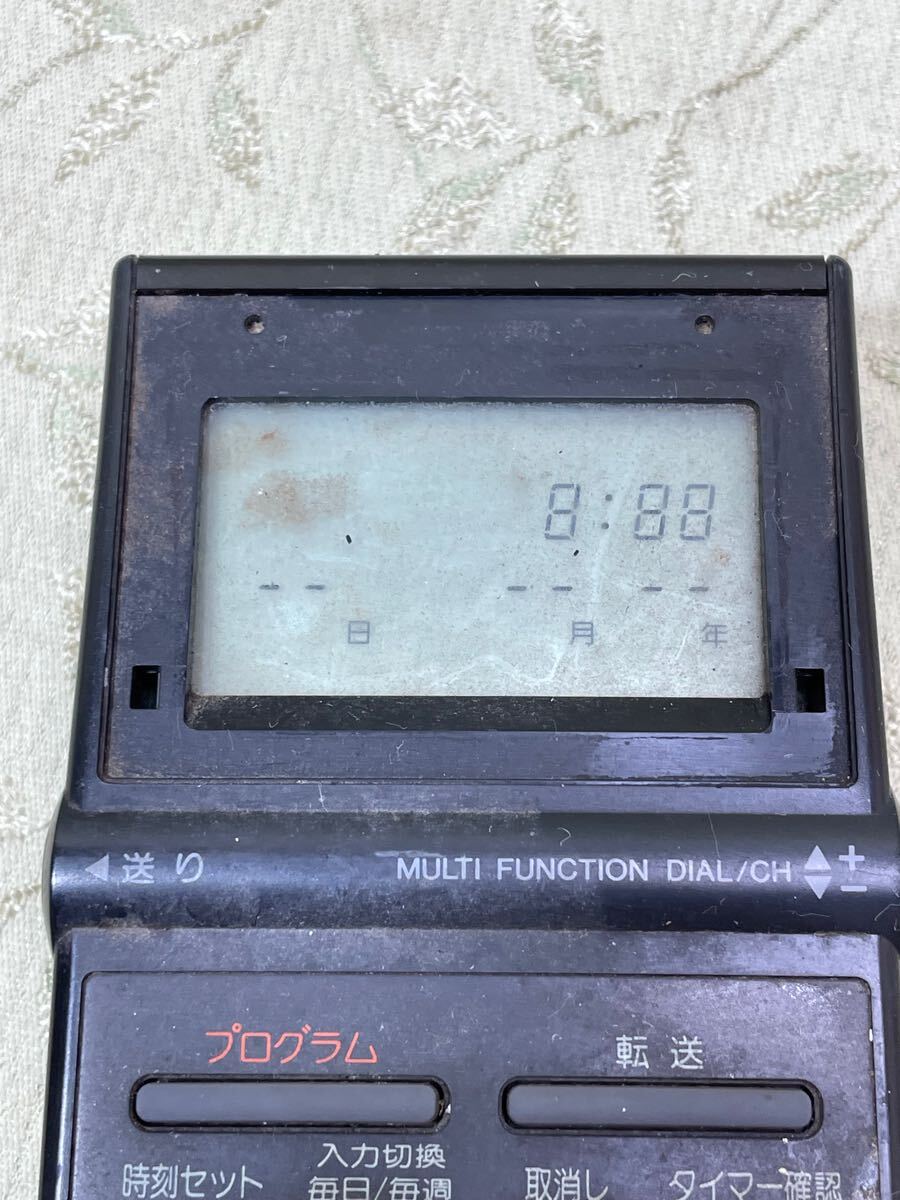 8:88
-- -- --
日 月 年
◀送り MULTI FUNCTION DIAL/CH ▲▼ + −
プログラム 転送
入力切換
時刻セット 毎日/毎週 取消し タイマー確認